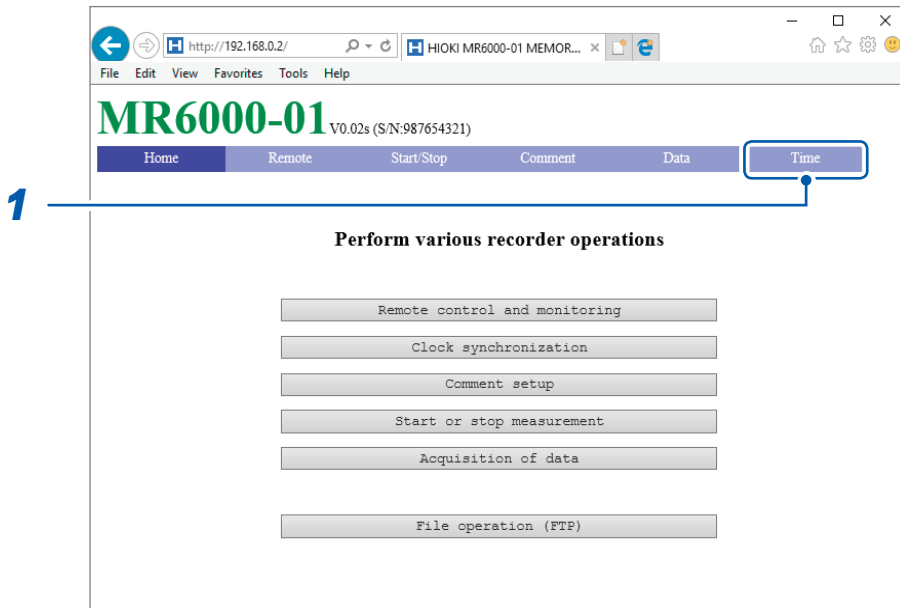 http://192.168.0.2/
HIOKI MR6000-01 MEMOR...
File Edit View Favorites Tools Help
MR6000-01 V0.02s (S/N:987654321)
Home Remote Start/Stop Comment Data Time
1
Perform various recorder operations
Remote control and monitoring
Clock synchronization
Comment setup
Start or stop measurement
Acquisition of data
File operation (FTP)